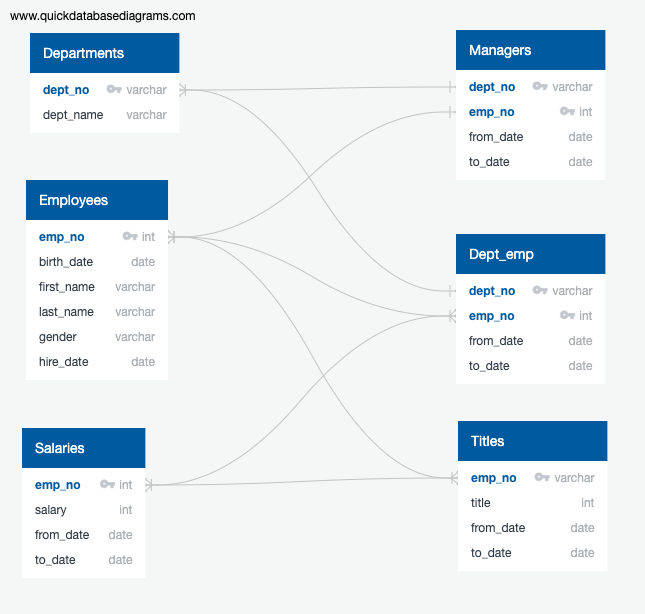 www.quickdatabasediagrams.com
Departments
dept_no varchar
dept_name varchar
Managers
dept_no varchar
emp_no int
from_date date
to_date date
Employees
emp_no int
birth_date date
first_name varchar
last_name varchar
gender varchar
hire_date date
Dept_emp
dept_no varchar
emp_no int
from_date date
to_date date
Salaries
emp_no int
salary int
from_date date
to_date date
Titles
emp_no varchar
title int
from_date date
to_date date